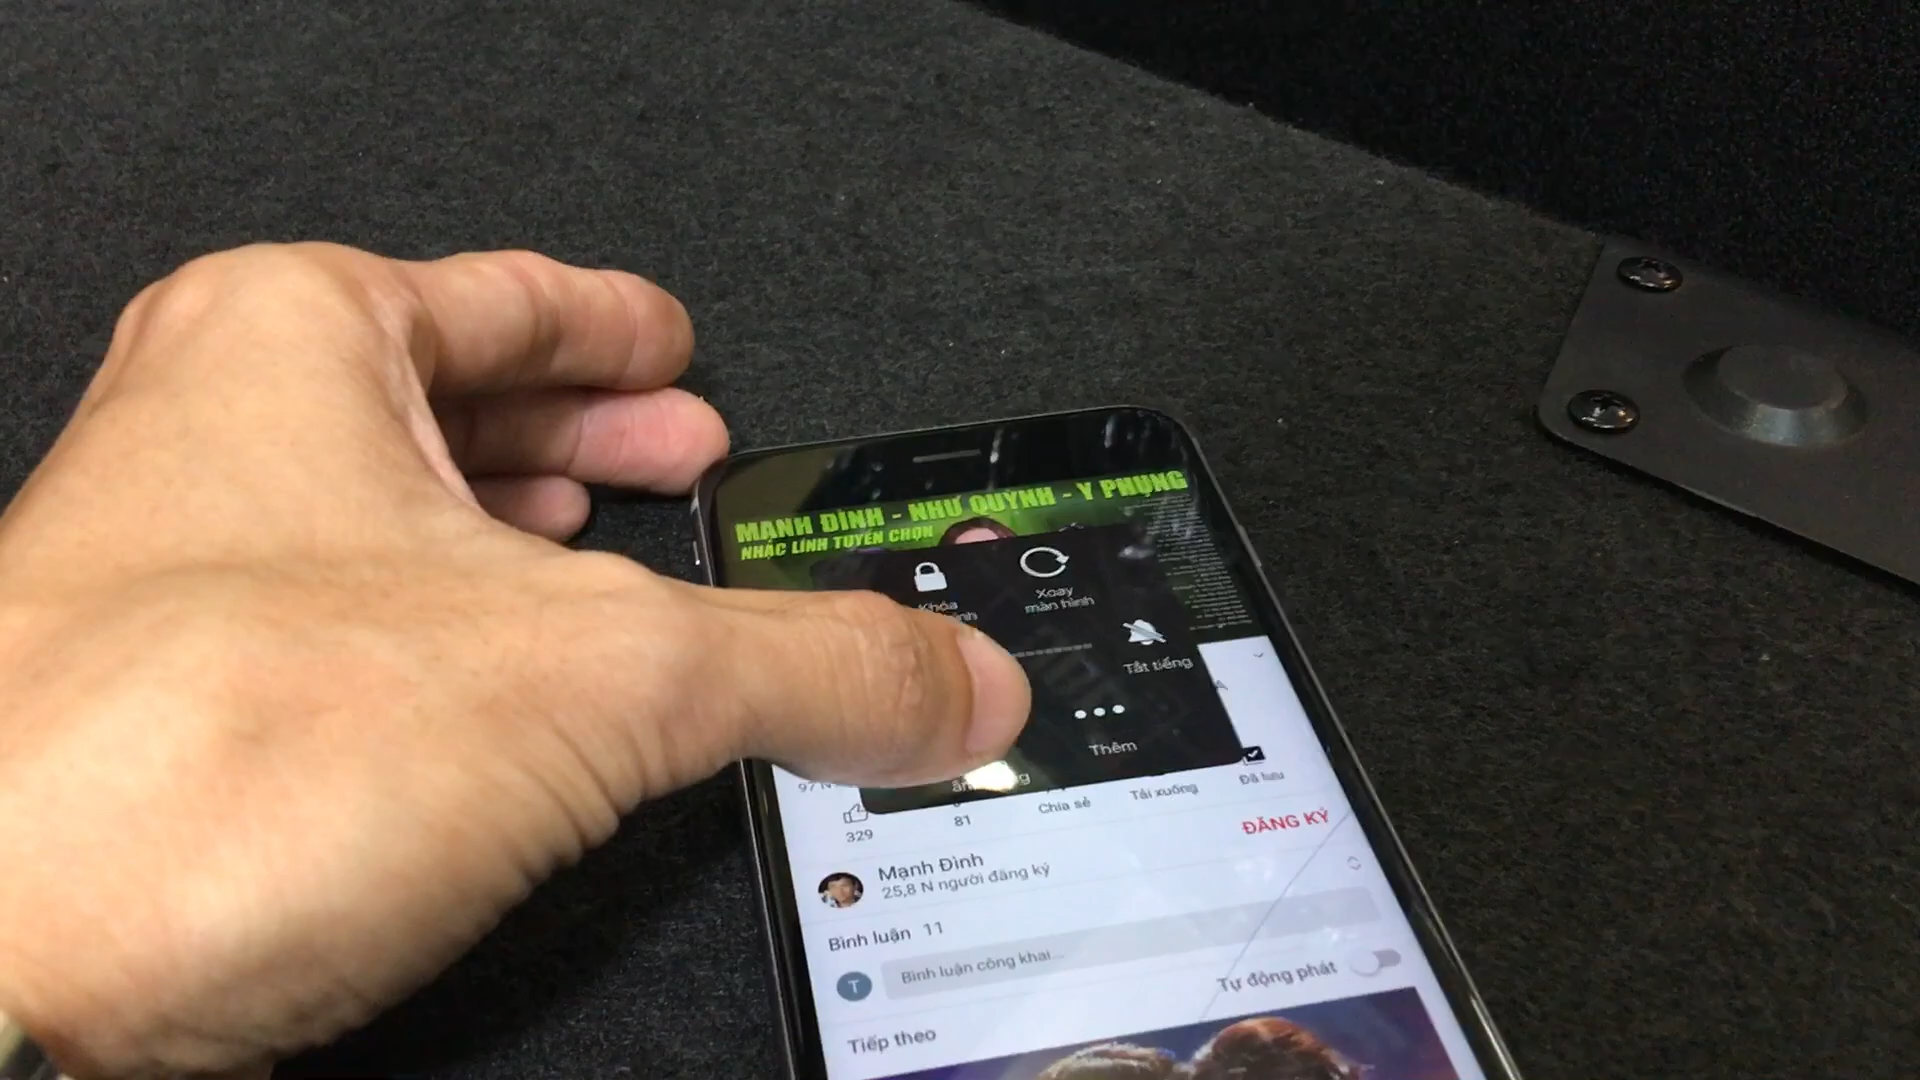 MẠNH ĐÌNH - NHƯ QUỲNH - Y PHỤNG
NHẠC LÍNH TUYỂN CHỌN
Khóa
Xoay
màn hình
Tắt tiếng
Thêm
97 N
329
81
Chia sẻ
Tải xuống
Đã lưu
ĐĂNG KÝ
Mạnh Đình
25,8 N người đăng ký
Bình luận 11
T
Bình luận công khai...
Tự động phát
Tiếp theo